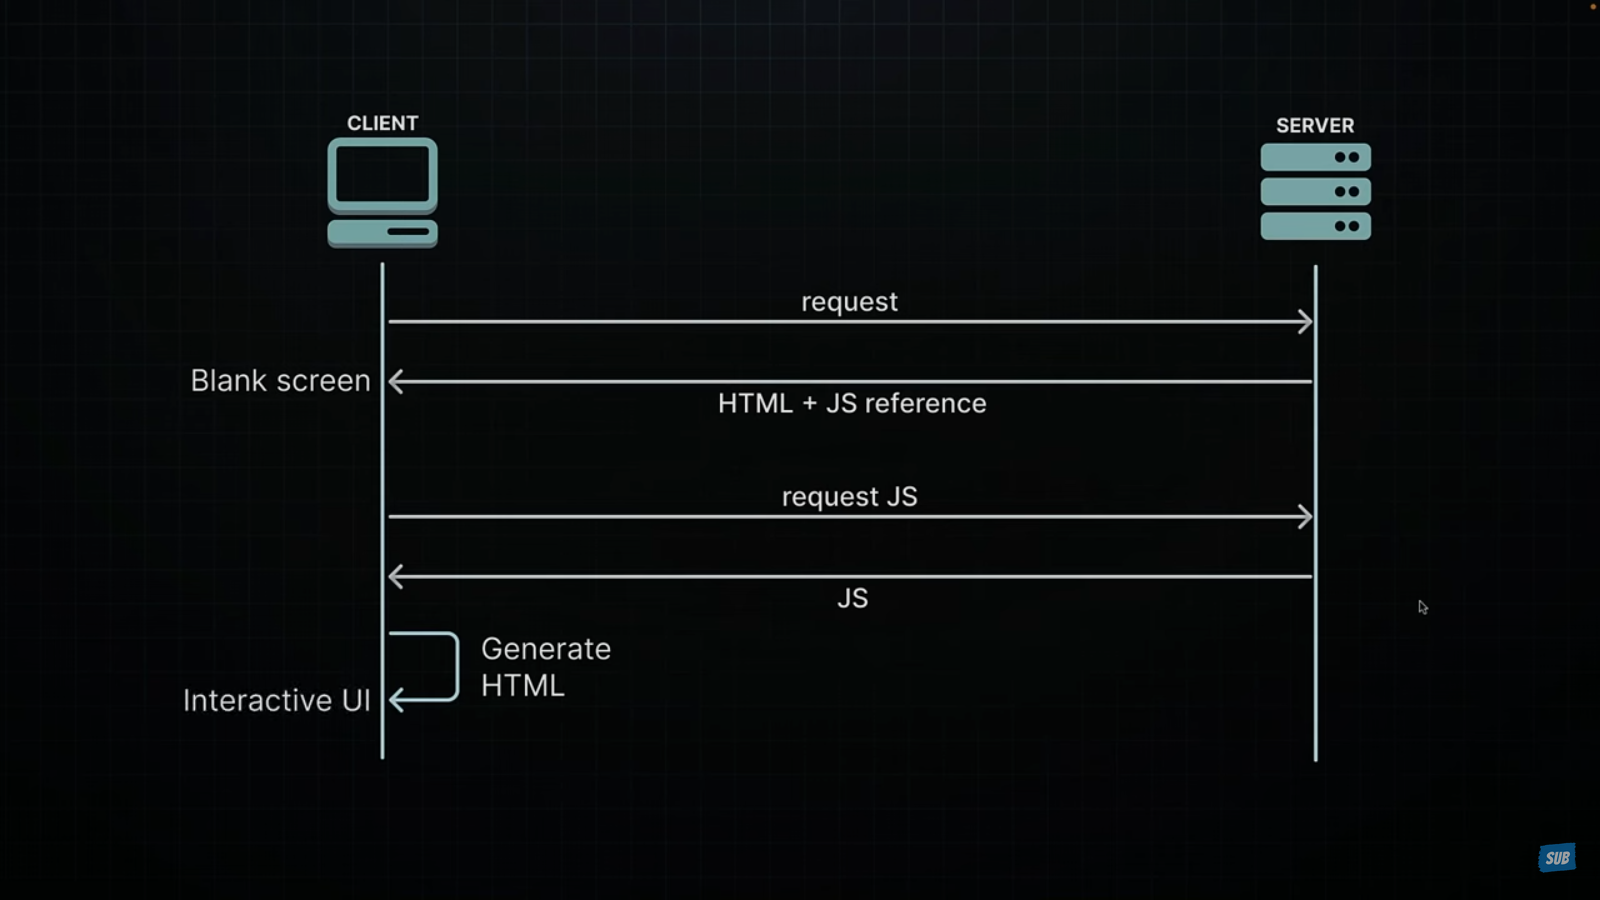 CLIENT
SERVER
request
Blank screen
HTML + JS reference
request JS
JS
Generate
HTML
Interactive UI
SUB